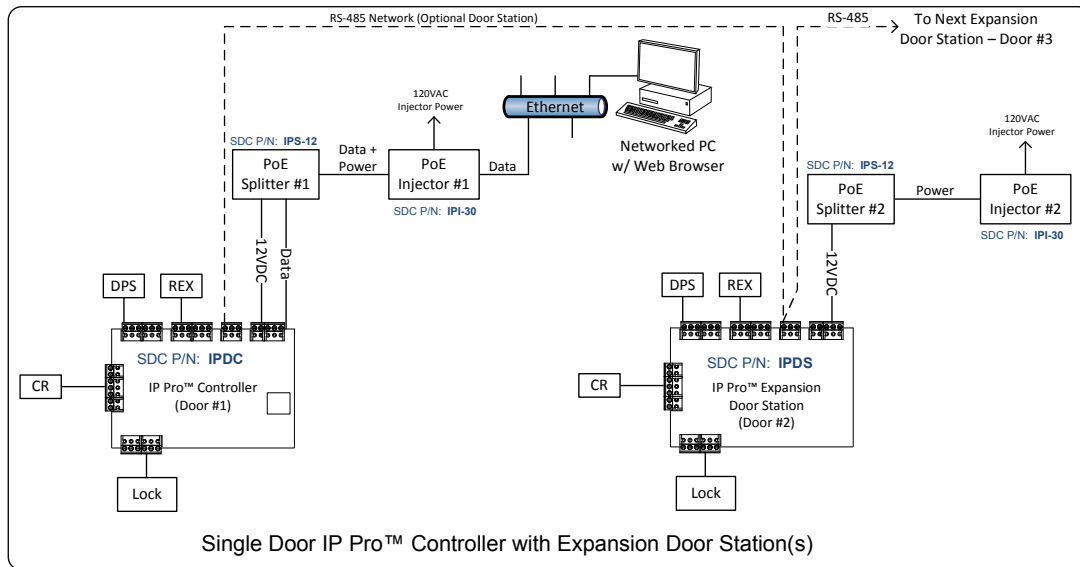 RS-485 Network (Optional Door Station)
RS-485
To Next Expansion
Door Station – Door #3
120VAC
Injector Power
Ethernet
Networked PC
w/ Web Browser
SDC P/N: IPS-12
PoE
Splitter #1
Data +
Power
PoE
Injector #1
Data
SDC P/N: IPI-30
120VAC
Injector Power
SDC P/N: IPS-12
PoE
Splitter #2
Power
PoE
Injector #2
SDC P/N: IPI-30
12VDC
Data
12VDC
DPS
REX
SDC P/N: IPDC
IP Pro™ Controller
(Door #1)
CR
Lock
DPS
REX
SDC P/N: IPDS
IP Pro™ Expansion
Door Station
(Door #2)
CR
Lock
Single Door IP Pro™ Controller with Expansion Door Station(s)